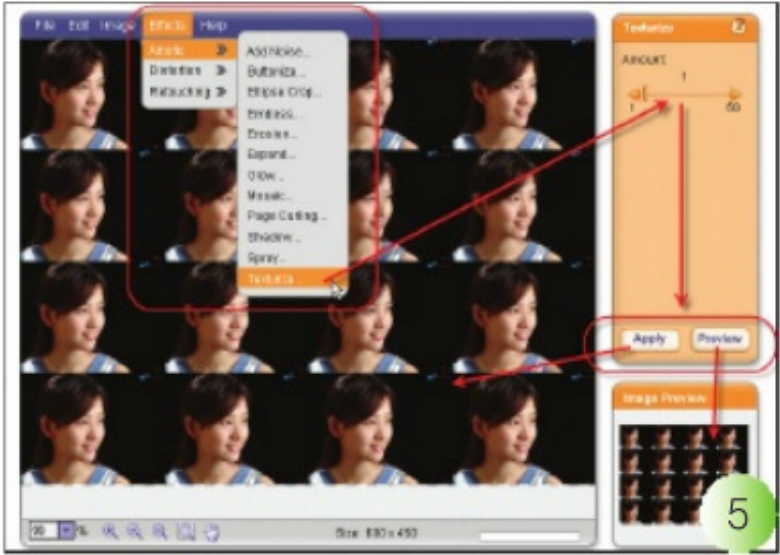 File Edit Image Effects Help
Artistic
Distortion
Retouching
Add Noise...
Buttonize...
Ellipse Crop...
Emboss...
Erosion...
Expand...
Glow...
Mosaic...
Page Curling...
Shadow...
Spray...
Texturize...
Texturize
Amount:
1
1 50
Apply Preview
Image Preview
5
%
Size: 600 x 450